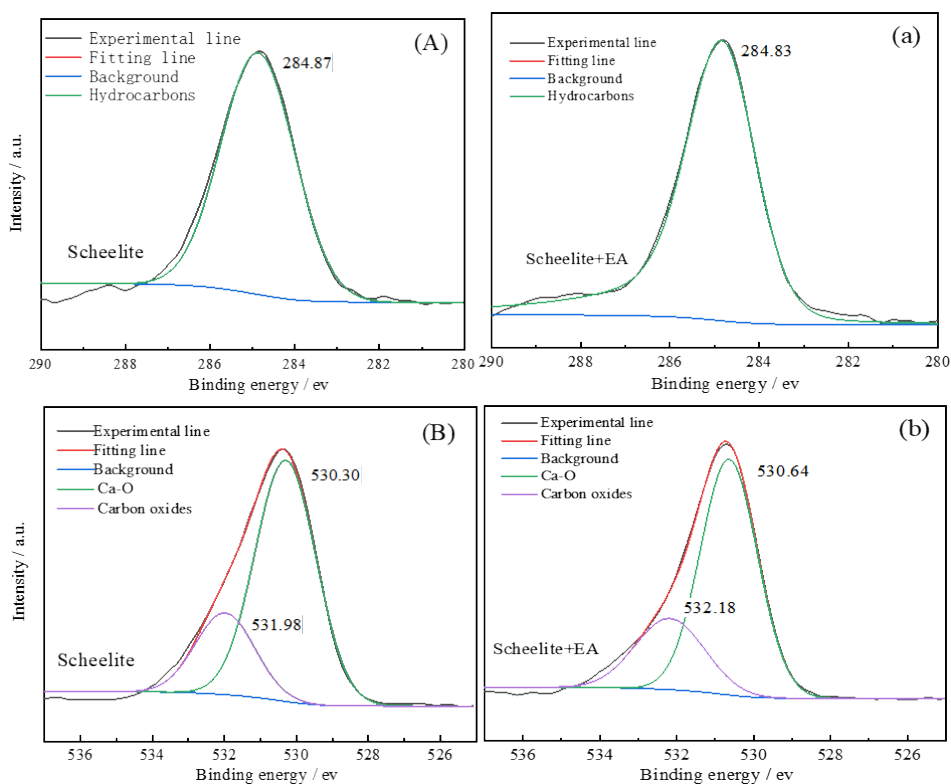 Experimental line
Fitting line
Background
Hydrocarbons
(A)
284.87
Scheelite
Intensity / a.u.
290 288 286 284 282 280
Binding energy / ev
Experimental line
Fitting line
Background
Hydrocarbons
(a)
284.83
Scheelite+EA
290 288 286 284 282 280
Binding energy / ev
Experimental line
Fitting line
Background
Ca-O
Carbon oxides
(B)
530.30
531.98
Scheelite
Intensity / a.u.
536 534 532 530 528 526
Binding energy / ev
Experimental line
Fitting line
Background
Ca-O
Carbon oxides
(b)
530.64
532.18
Scheelite+EA
536 534 532 530 528 526
Binding energy / ev